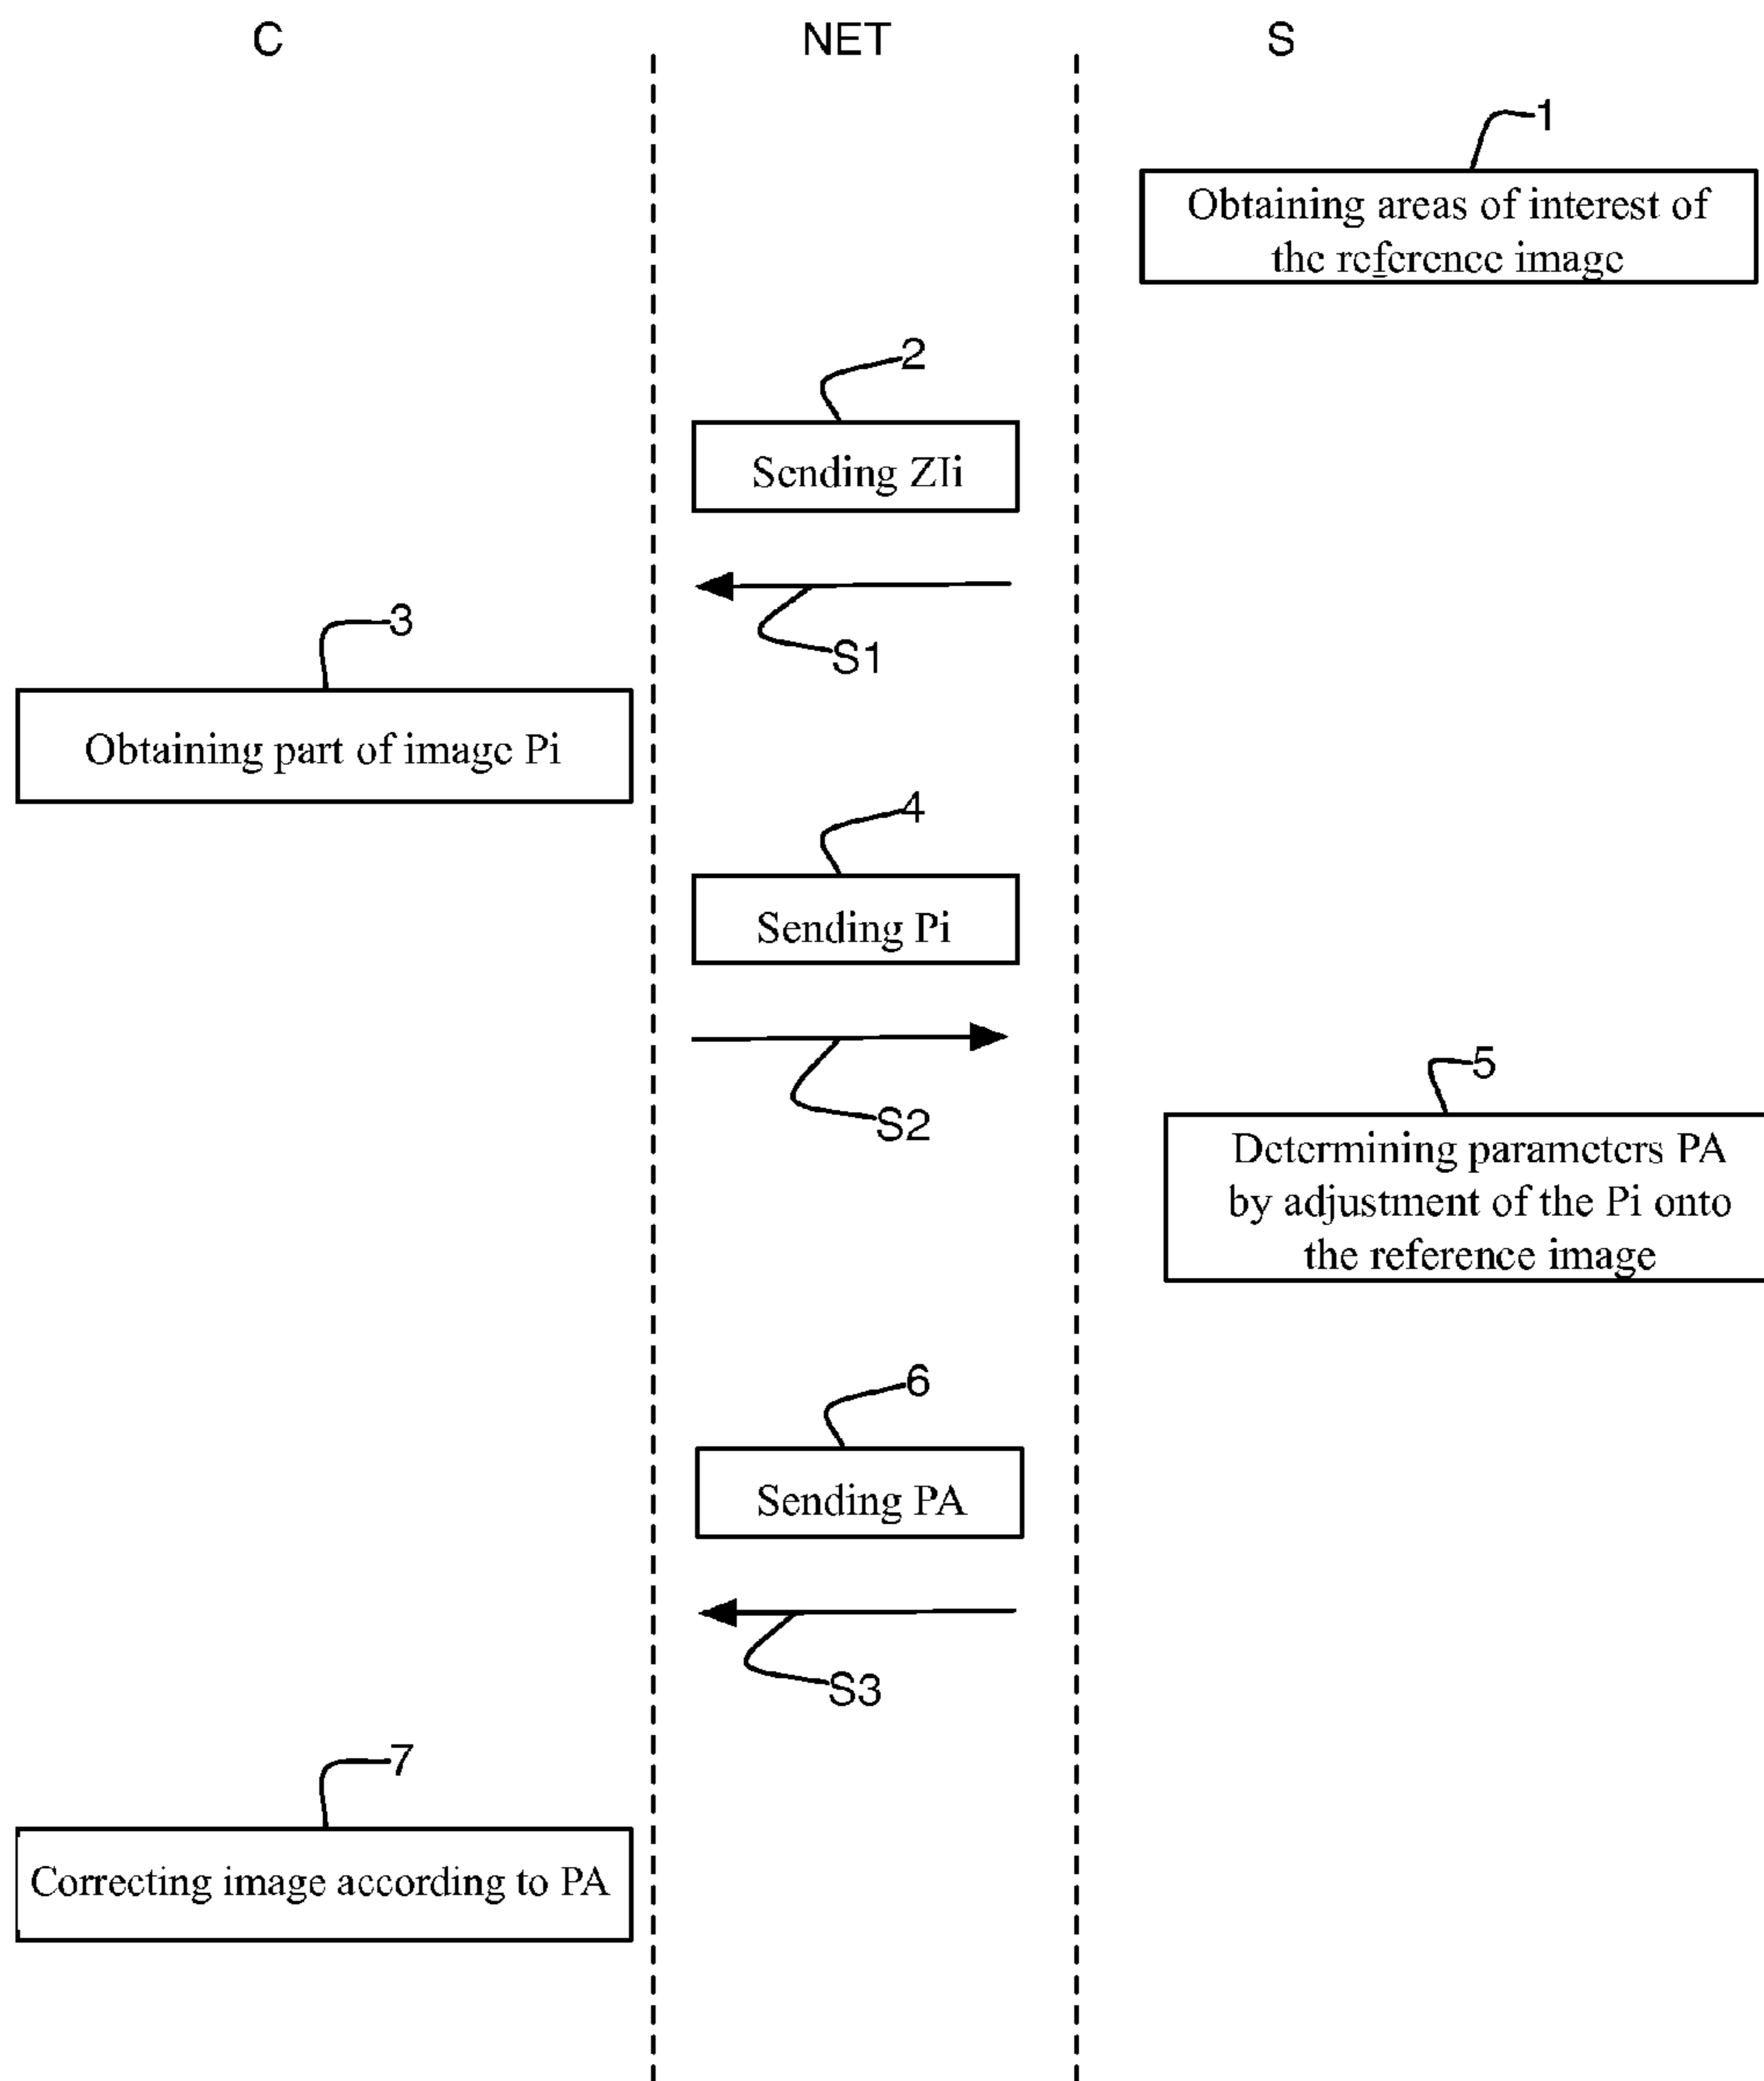 C
NET
S
1
Obtaining areas of interest of
the reference image
2
Sending ZIi
S1
3
Obtaining part of image Pi
4
Sending Pi
S2
5
Determining parameters PA
by adjustment of the Pi onto
the reference image
6
Sending PA
S3
7
Correcting image according to PA